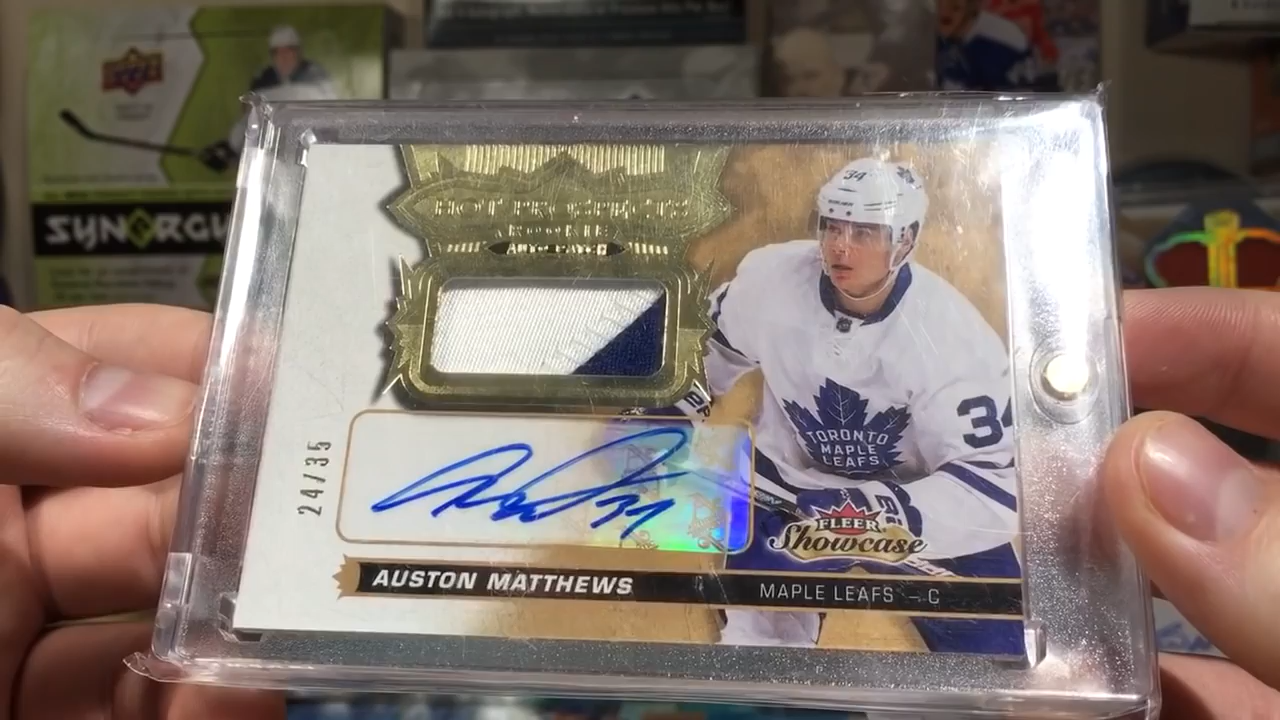 UPPER DECK
SYNERGY
HOT PROSPECTS
ROOKIE
AUTO PATCH
34
TORONTO
MAPLE
LEAFS
34
24/35
34
FLEER
Showcase
AUSTON MATTHEWS
MAPLE LEAFS - C